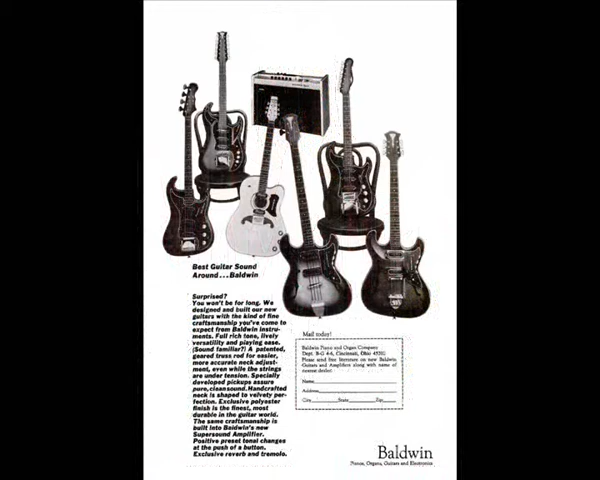 Best Guitar Sound
Around...Baldwin
Surprised?
You won't be for long. We
designed and built our new
guitars with the kind of fine
craftsmanship you've come to
expect from Baldwin instru-
ments. Full rich tone, lively
versatility and playing ease.
(Sound familiar?) A patented,
geared truss rod for easier,
more accurate neck adjust-
ment, even while the strings
are under tension. Specially
developed pickups assure
pure, clean sound. Handcrafted
neck is shaped to velvety per-
fection. Exclusive polyester
finish is the finest, most
durable in the guitar world.
The same craftsmanship is
built into Baldwin's new
Supersound Amplifier.
Positive preset tonal changes
at the push of a button.
Exclusive reverb and tremolo.
Mail today!
Baldwin Piano and Organ Company
Dept. B-G 4-6, Cincinnati, Ohio 45202
Please send free literature on new Baldwin
Guitars and Amplifiers along with name of
nearest dealer.
Name
Address
City State Zip
Baldwin
Pianos, Organs, Guitars and Electronics